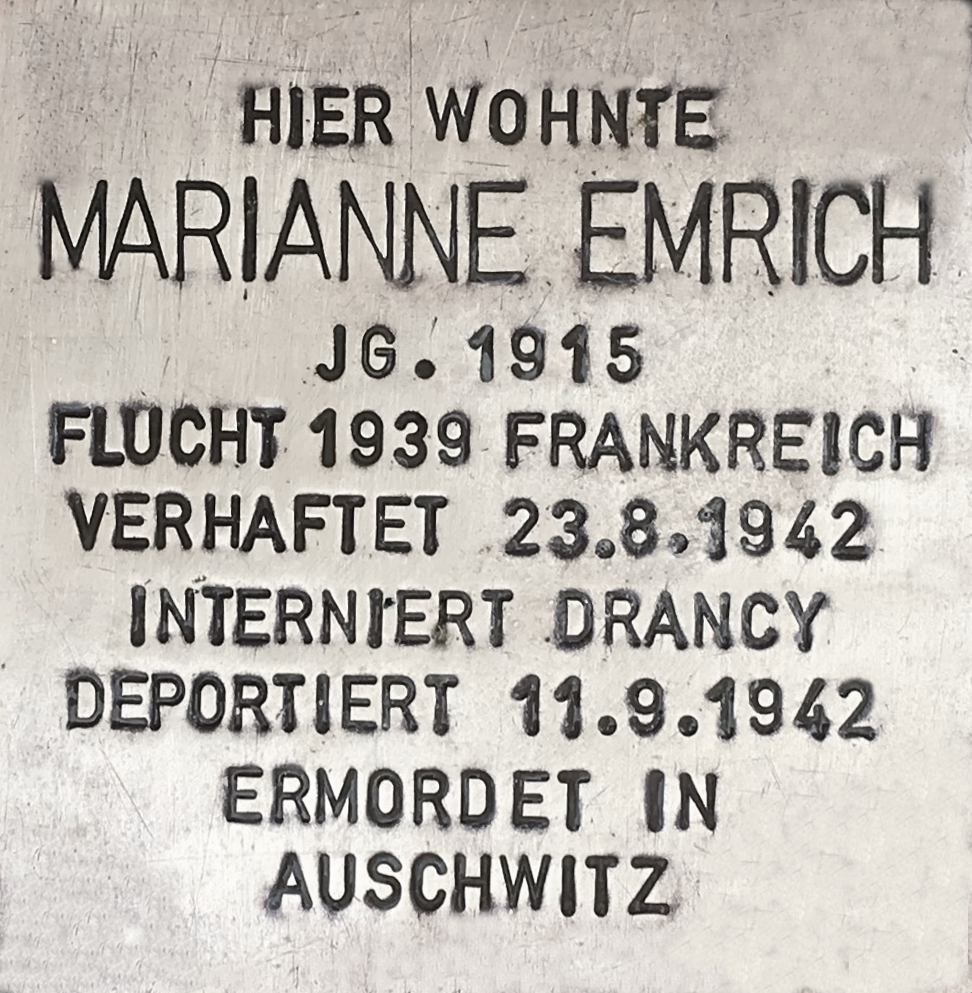 HIER WOHNTE
MARIANNE EMRICH
JG. 1915
FLUCHT 1939 FRANKREICH
VERHAFTET 23.8.1942
INTERNIERT DRANCY
DEPORTIERT 11.9.1942
ERMORDET IN
AUSCHWITZ